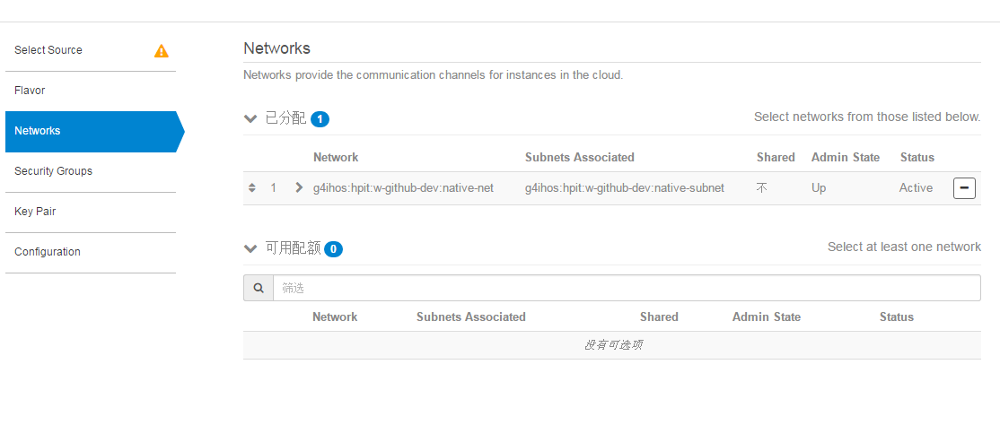 Select Source
Flavor
Networks
Security Groups
Key Pair
Configuration
Networks
Networks provide the communication channels for instances in the cloud.
已分配 1
Select networks from those listed below.
Network Subnets Associated Shared Admin State Status
1 g4ihos:hpit:w-github-dev:native-net g4ihos:hpit:w-github-dev:native-subnet 不 Up Active
可用配额 0
Select at least one network
筛选
Network Subnets Associated Shared Admin State Status
没有可选项